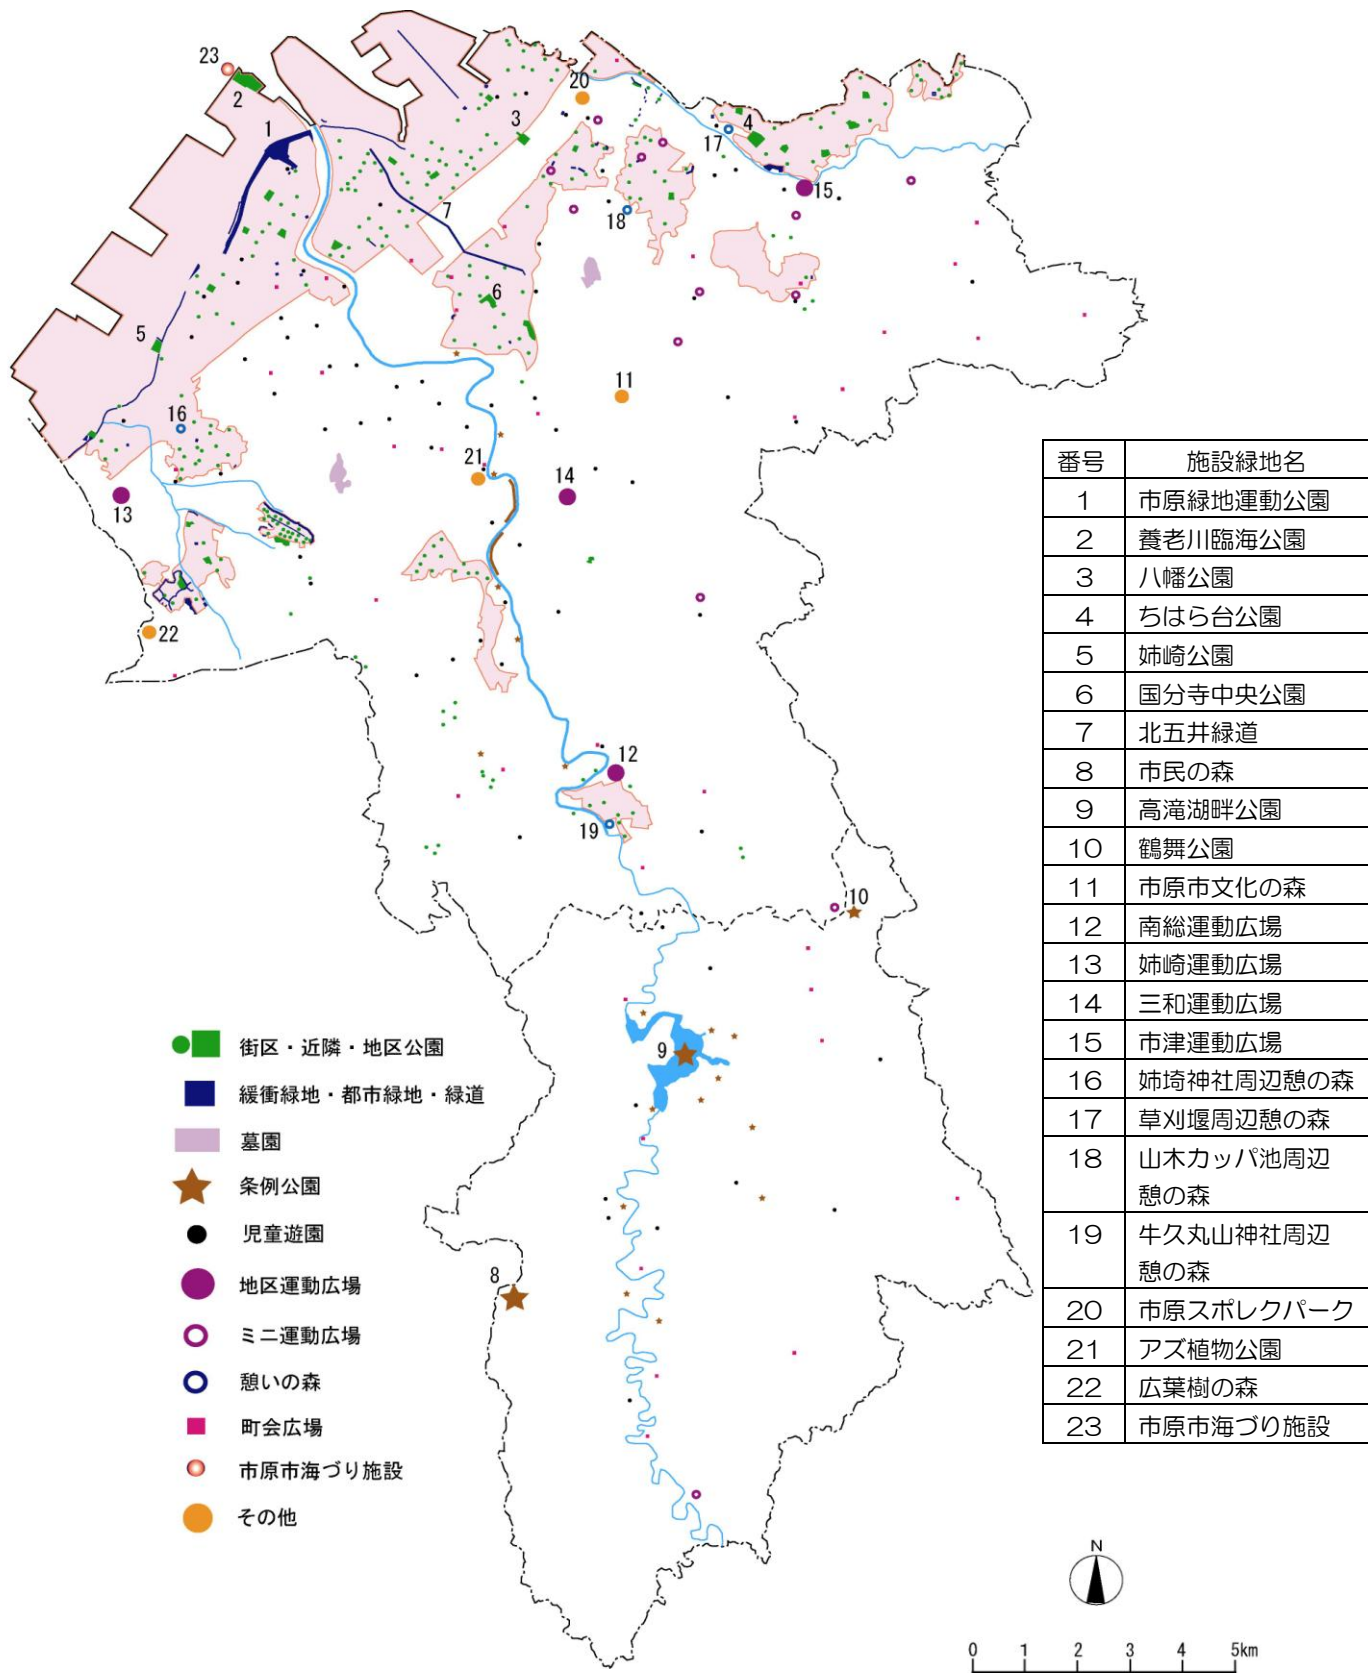 23
20
2
1
3
4
17
15
7
18
6
5
11
16
21
14
13
22
12
19
10
9
8
番号 施設緑地名
1 市原緑地運動公園
2 養老川臨海公園
3 八幡公園
4 ちはら台公園
5 姉崎公園
6 国分寺中央公園
7 北五井緑道
8 市民の森
9 高滝湖畔公園
10 鶴舞公園
11 市原市文化の森
12 南総運動広場
13 姉崎運動広場
14 三和運動広場
15 市津運動広場
16 姉埼神社周辺憩の森
17 草刈堰周辺憩の森
18 山木カッパ池周辺
憩の森
19 牛久丸山神社周辺
憩の森
20 市原スポレクパーク
21 アズ植物公園
22 広葉樹の森
23 市原市海づり施設
街区・近隣・地区公園
緩衝緑地・都市緑地・緑道
墓園
条例公園
児童遊園
地区運動広場
ミニ運動広場
憩いの森
町会広場
市原市海づり施設
その他
N
0 1 2 3 4 5km